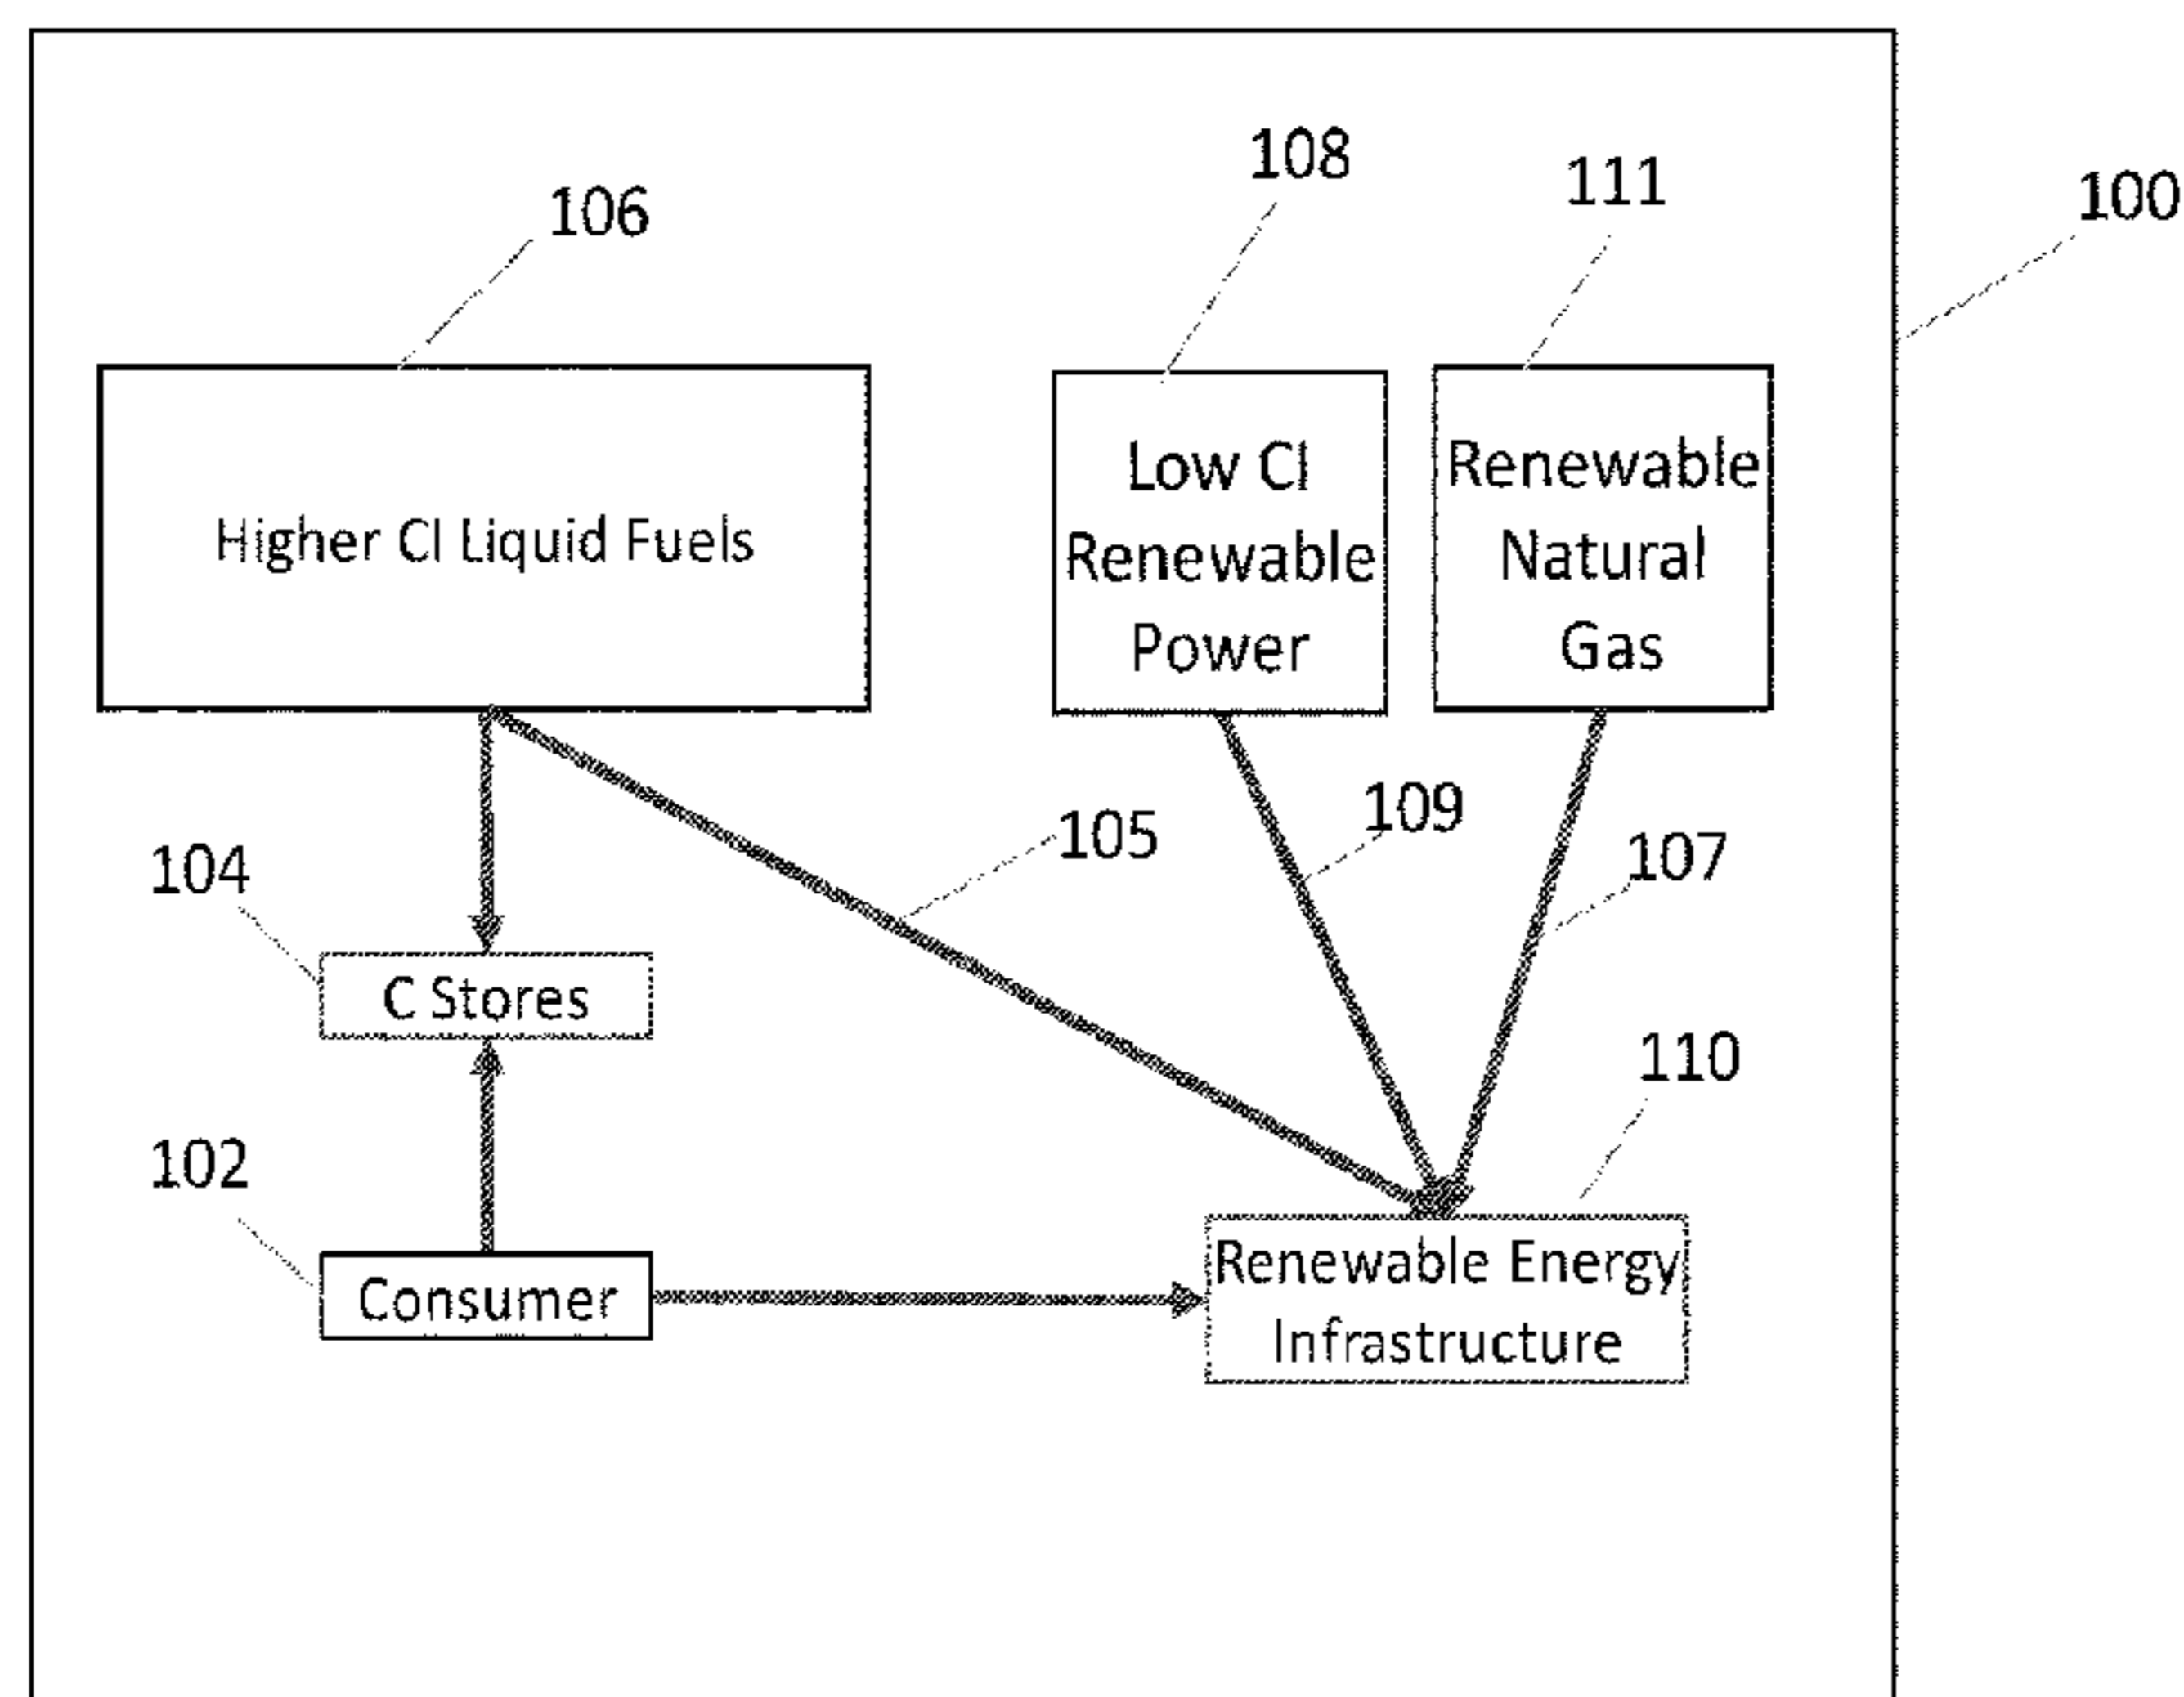 108
111
100
106
Higher CI Liquid Fuels
Low CI
Renewable
Power
Renewable
Natural
Gas
105
109
107
104
C Stores
110
102
Consumer
Renewable Energy
Infrastructure